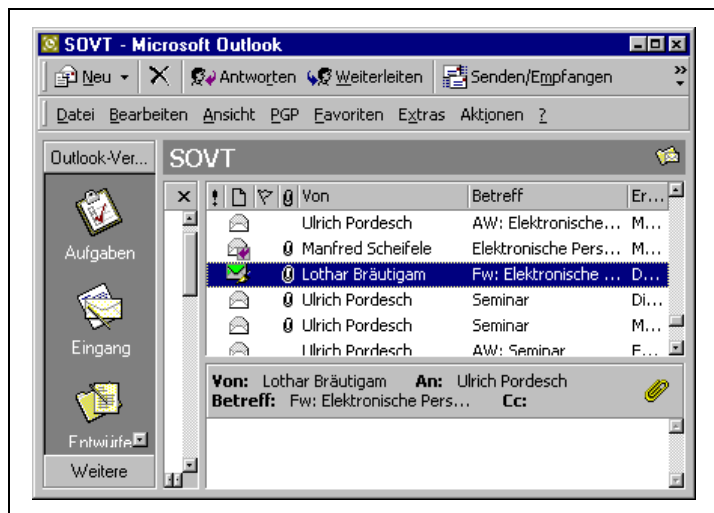 SOVT - Microsoft Outlook
Neu Antworten Weiterleiten Senden/Empfangen »
Datei Bearbeiten Ansicht PGP Favoriten Extras Aktionen ?
Outlook-Ver... SOVT
Von Betreff Er...
Ulrich Pordesch AW: Elektronische... M...
Aufgaben Manfred Scheifele Elektronische Pers... M...
Lothar Bräutigam Fw: Elektronische ... D...
Ulrich Pordesch Seminar Di...
Eingang Ulrich Pordesch Seminar M...
Ulrich Pordesch AW: Seminar F...
Von: Lothar Bräutigam An: Ulrich Pordesch
Betreff: Fw: Elektronische Pers... Cc:
Entwürfe
Weitere